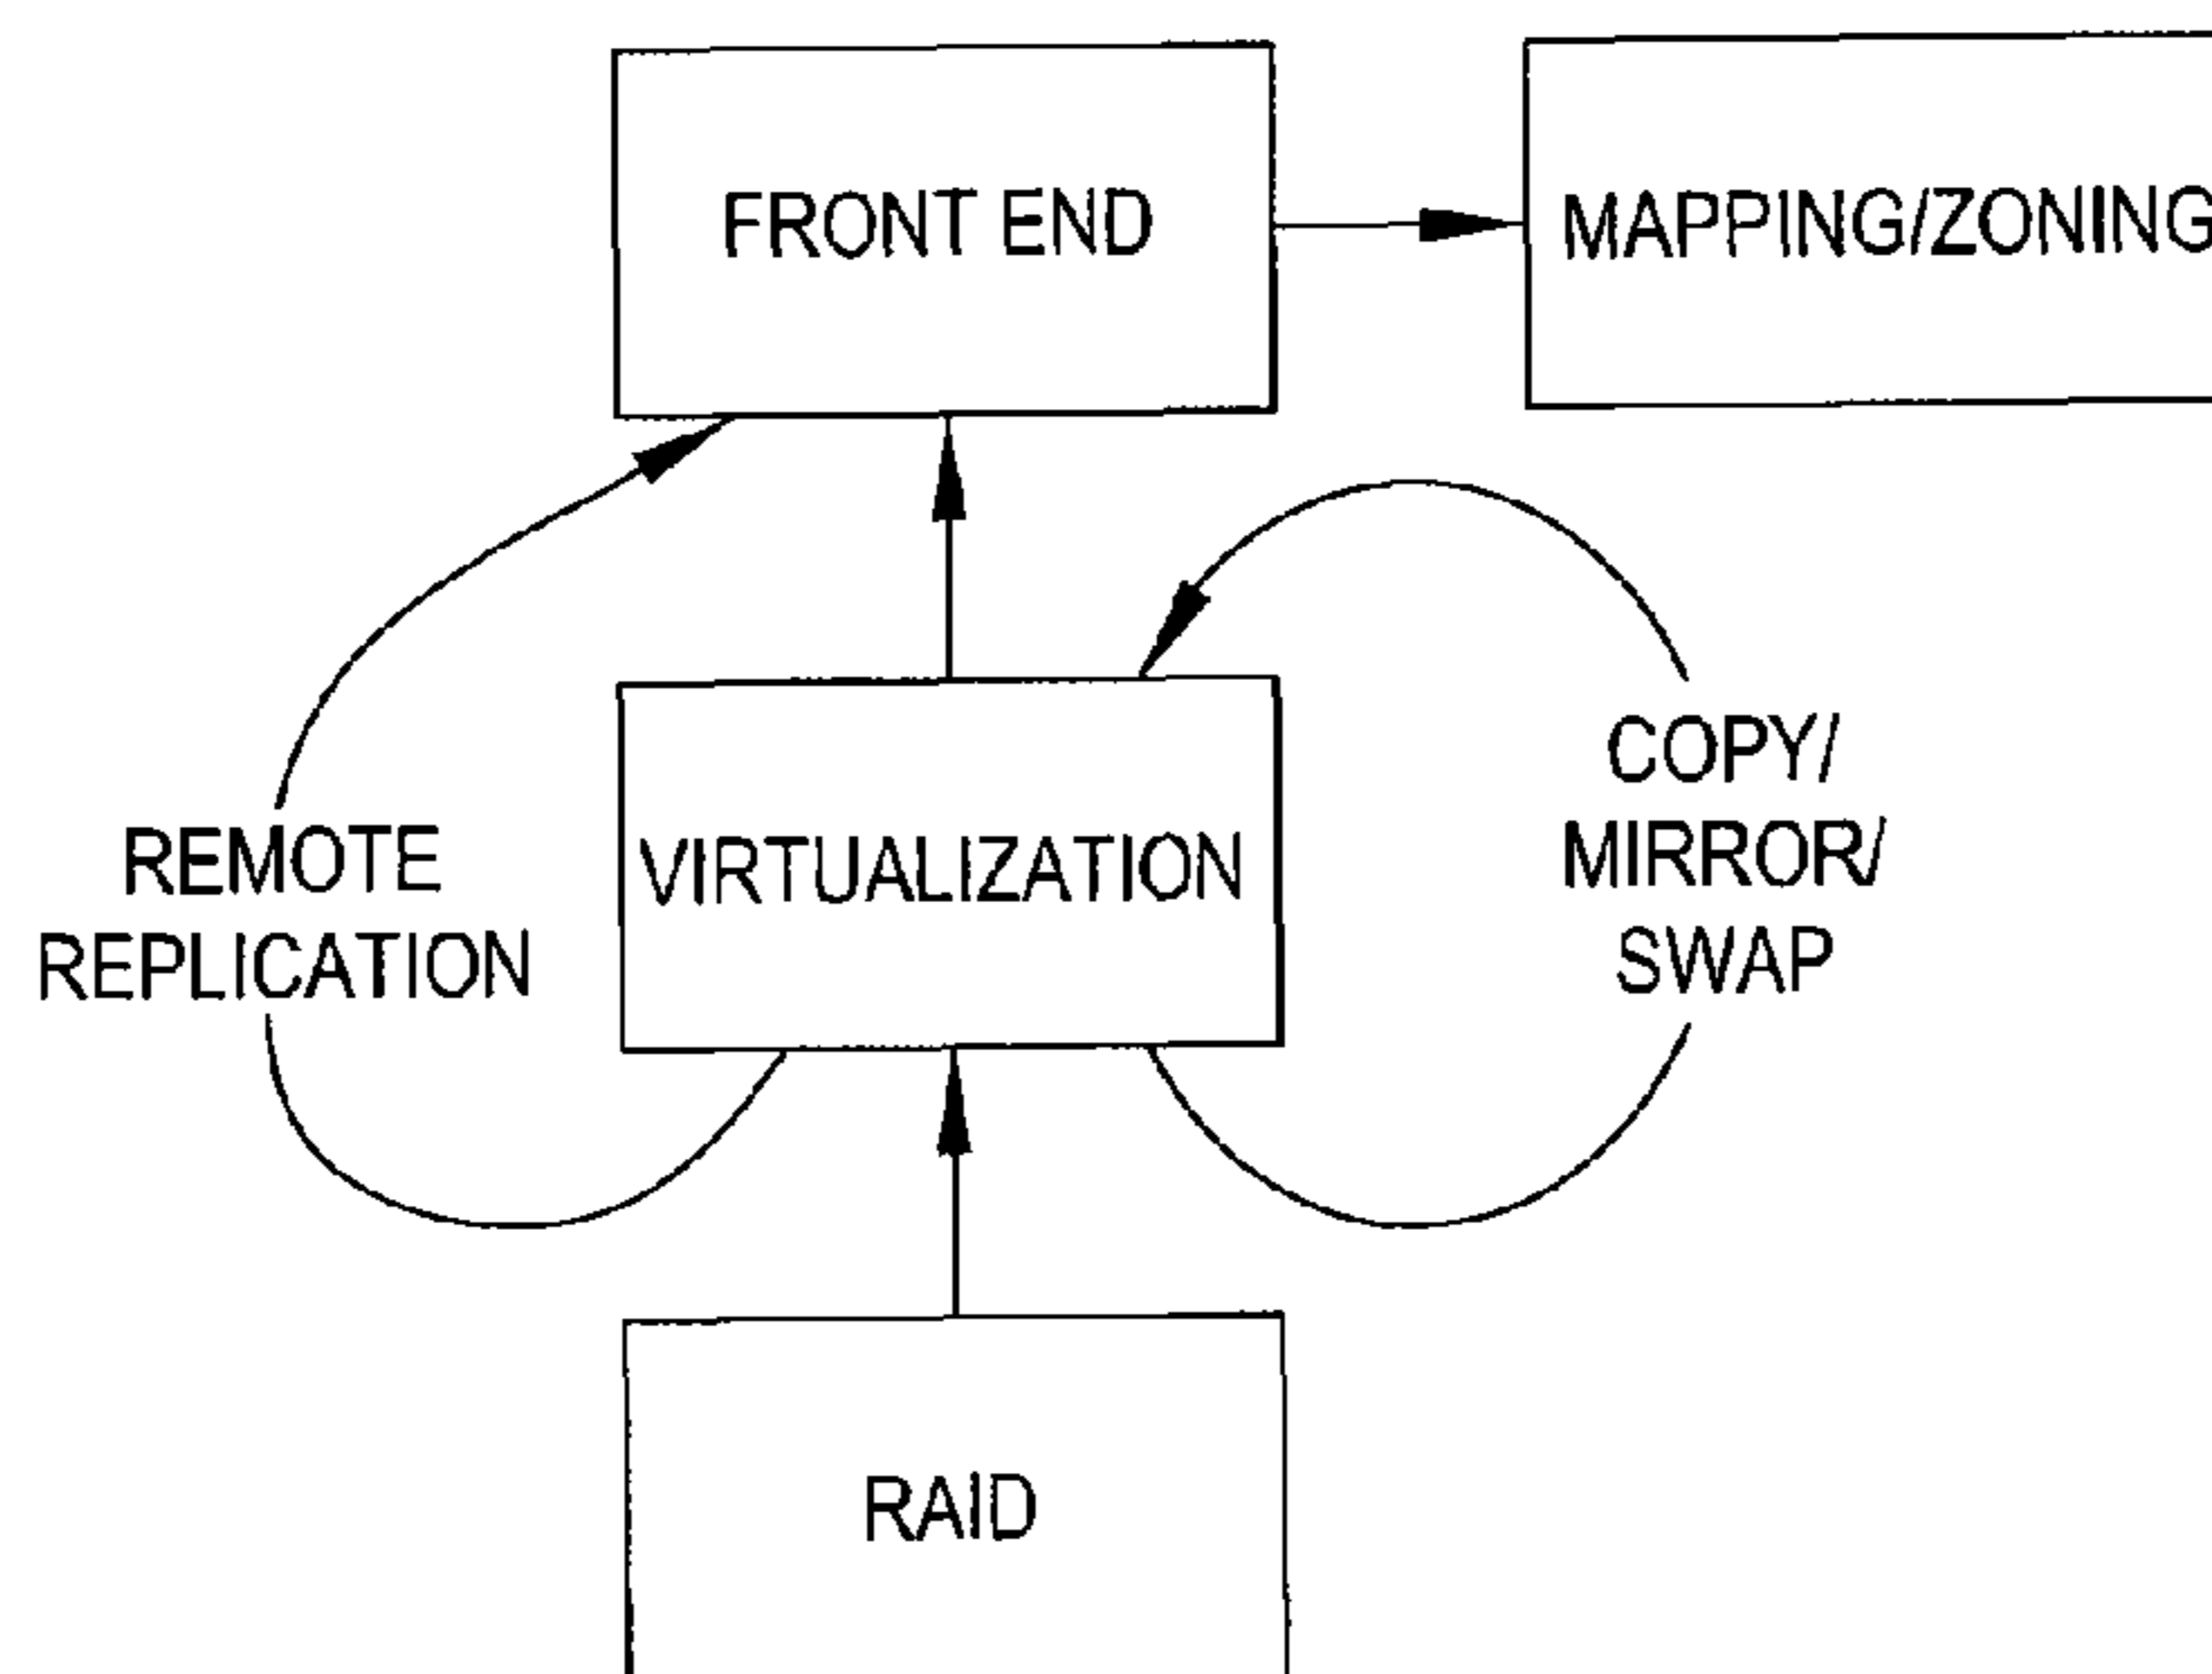 FRONT END
MAPPING/ZONING
REMOTE
REPLICATION
VIRTUALIZATION
COPY/
MIRROR/
SWAP
RAID